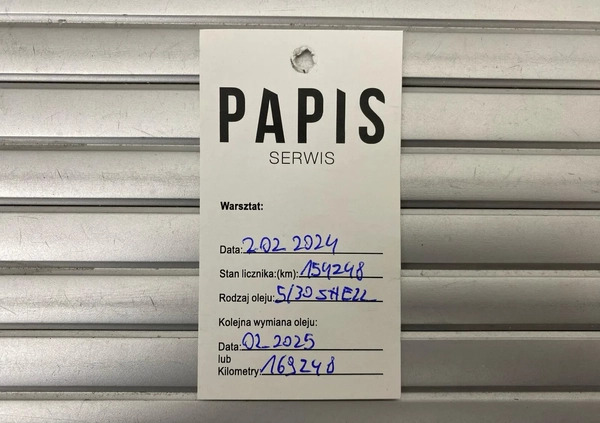 PAPIS
SERWIS
Warsztat:
Data: 2 02 2024
Stan licznika:(km): 154248
Rodzaj oleju: 5/30 SHELL
Kolejna wymiana oleju:
Data: 02 2025
lub
Kilometry: 169248